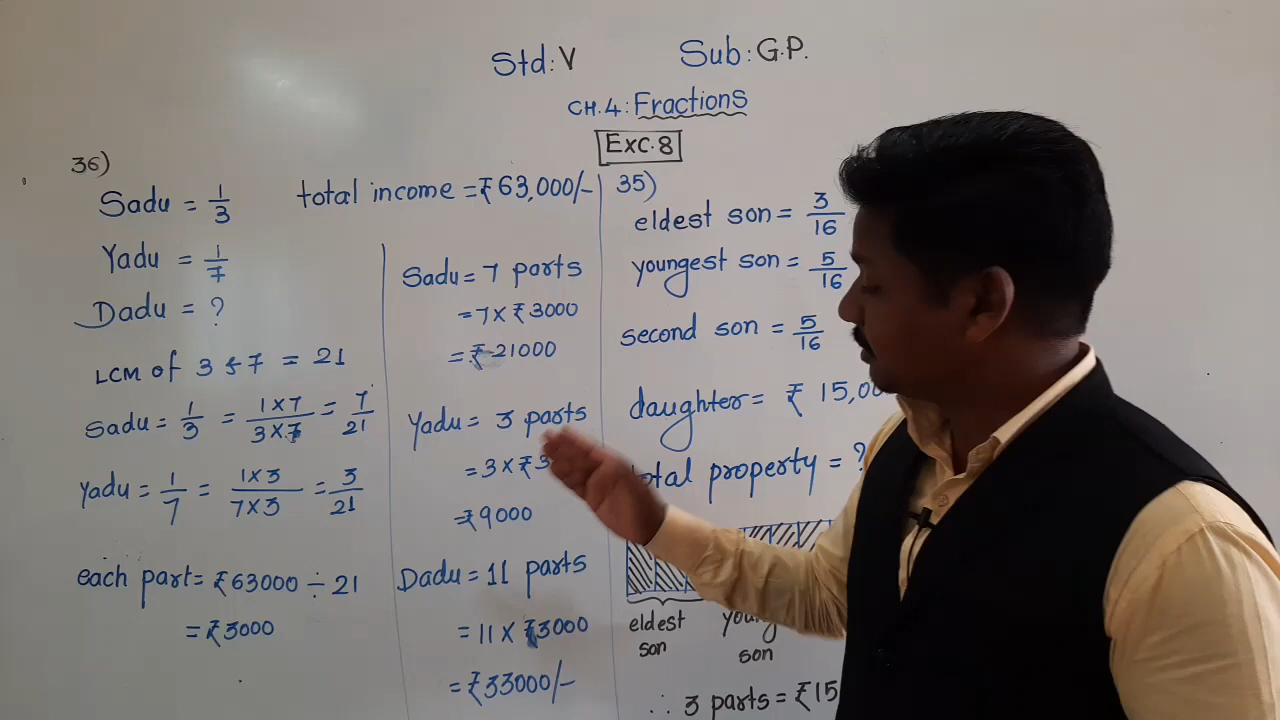 Std: V Sub: G.P.
CH.4: Fractions
Exc.8
36)
Sadu = 1/3 total income = ₹63,000/-
Yadu = 1/7
Dadu = ?
LCM of 3 & 7 = 21
Sadu = 1/3 = 1×7/3×7 = 7/21
Yadu = 1/7 = 1×3/7×3 = 3/21
each part = ₹63000 ÷ 21
= ₹3000
Sadu = 7 parts
= 7 × ₹3000
= ₹21000
Yadu = 3 parts
= 3 × ₹3
= ₹9000
Dadu = 11 parts
= 11 × ₹3000
= ₹33000/-
35)
eldest son = 3/16
youngest son = 5/16
second son = 5/16
daughter = ₹ 15,00
total property = ?
eldest son
young
son
∴ 3 parts = ₹15